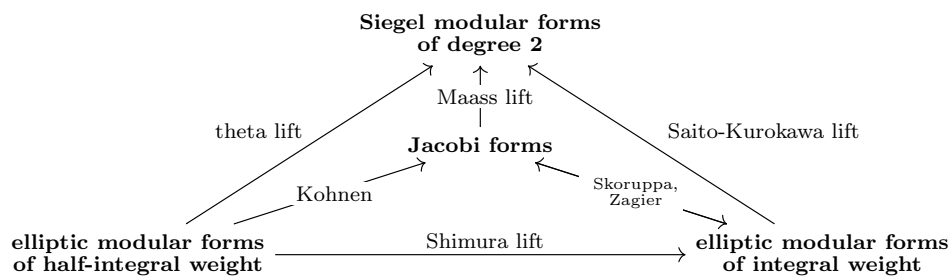 Siegel modular forms
of degree 2
Maass lift
theta lift
Saito-Kurokawa lift
Jacobi forms
Kohnen
Skoruppa,
Zagier
elliptic modular forms
of half-integral weight
Shimura lift
elliptic modular forms
of integral weight